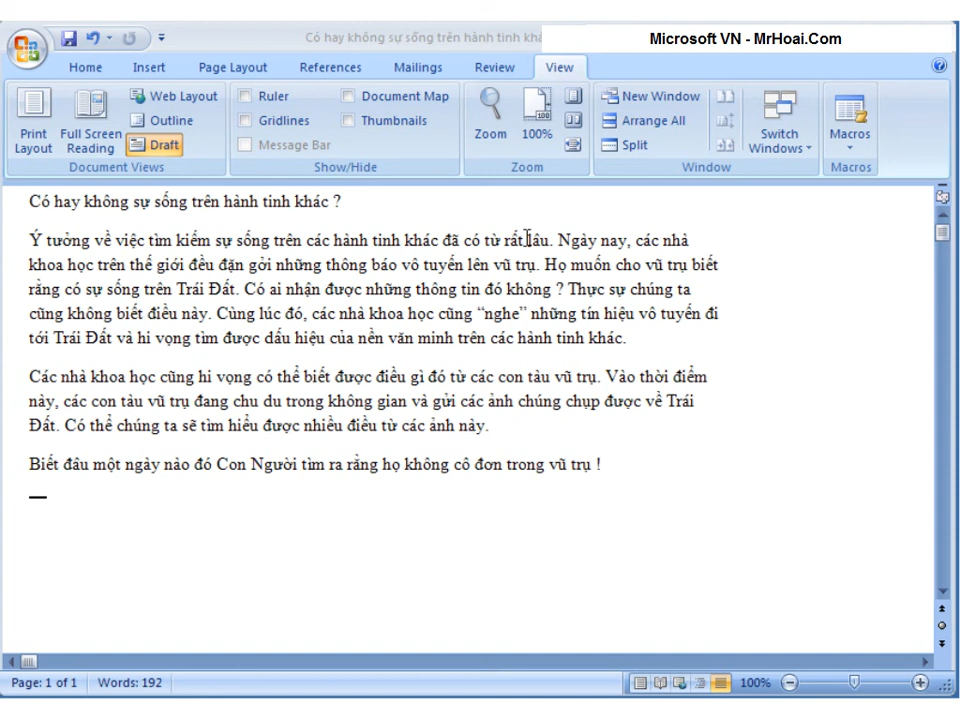 Có hay không sự sống trên hành tinh
Microsoft VN - MrHoai.Com
Home Insert Page Layout References Mailings Review View
Print Layout
Full Screen Reading
Web Layout
Outline
Draft
Document Views
Ruler
Gridlines
Message Bar
Document Map
Thumbnails
Show/Hide
Zoom
100%
Zoom
New Window
Arrange All
Split
Switch Windows
Window
Macros
Macros
Có hay không sự sống trên hành tinh khác ?
Ý tưởng về việc tìm kiếm sự sống trên các hành tinh khác đã có từ rất lâu. Ngày nay, các nhà
khoa học trên thế giới đều đặn gởi những thông báo vô tuyến lên vũ trụ. Họ muốn cho vũ trụ biết
rằng có sự sống trên Trái Đất. Có ai nhận được những thông tin đó không ? Thực sự chúng ta
cũng không biết điều này. Cùng lúc đó, các nhà khoa học cũng “nghe” những tín hiệu vô tuyến đi
tới Trái Đất và hi vọng tìm được dấu hiệu của nền văn minh trên các hành tinh khác.
Các nhà khoa học cũng hi vọng có thể biết được điều gì đó từ các con tàu vũ trụ. Vào thời điểm
này, các con tàu vũ trụ đang chu du trong không gian và gửi các ảnh chúng chụp được về Trái
Đất. Có thể chúng ta sẽ tìm hiểu được nhiều điều từ các ảnh này.
Biết đâu một ngày nào đó Con Người tìm ra rằng họ không cô đơn trong vũ trụ !
Page: 1 of 1 Words: 192 100%